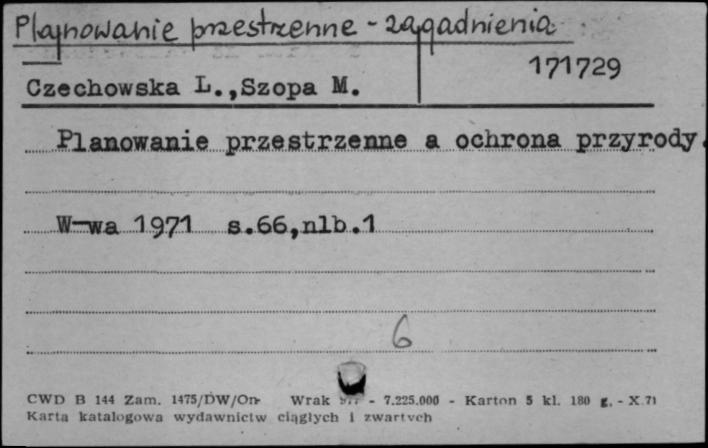 Planowanie przestrzenne - zagadnienia
171729
Czechowska L., Szopa M.
Planowanie przestrzenne a ochrona przyrody.
W-wa 1971 s.66,nlb.1
6
CWD B 144 Zam. 1475/DW/On- Wrak - 7.225.000 - Karton 5 kl. 180 g. - X.71
Karta katalogowa wydawnictw ciągłych i zwartych